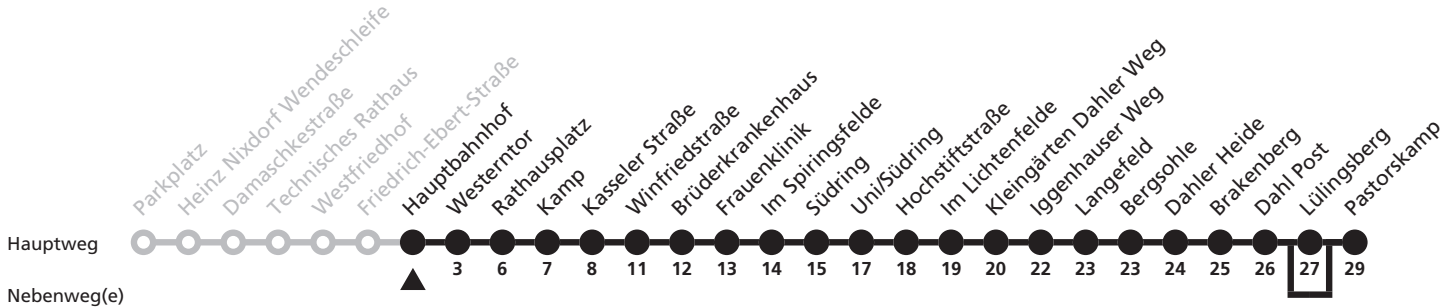 Parkplatz
Heinz Nixdorf Wendeschleife
Damaschkestraße
Technisches Rathaus
Westfriedhof
Friedrich-Ebert-Straße
Hauptbahnhof
Westerntor
Rathausplatz
Kamp
Kasseler Straße
Winfriedstraße
Brüderkrankenhaus
Frauenklinik
Im Spiringsfelde
Südring
Uni/Südring
Hochstiftstraße
Im Lichtenfelde
Kleingärten Dahler Weg
Iggenhauser Weg
Langefeld
Bergsohle
Dahler Heide
Brakenberg
Dahl Post
Lülingsberg
Pastorskamp
Hauptweg
3 6 7 8 11 12 13 14 15 17 18 19 20 22 23 23 24 25 26 27 29
Nebenweg(e)